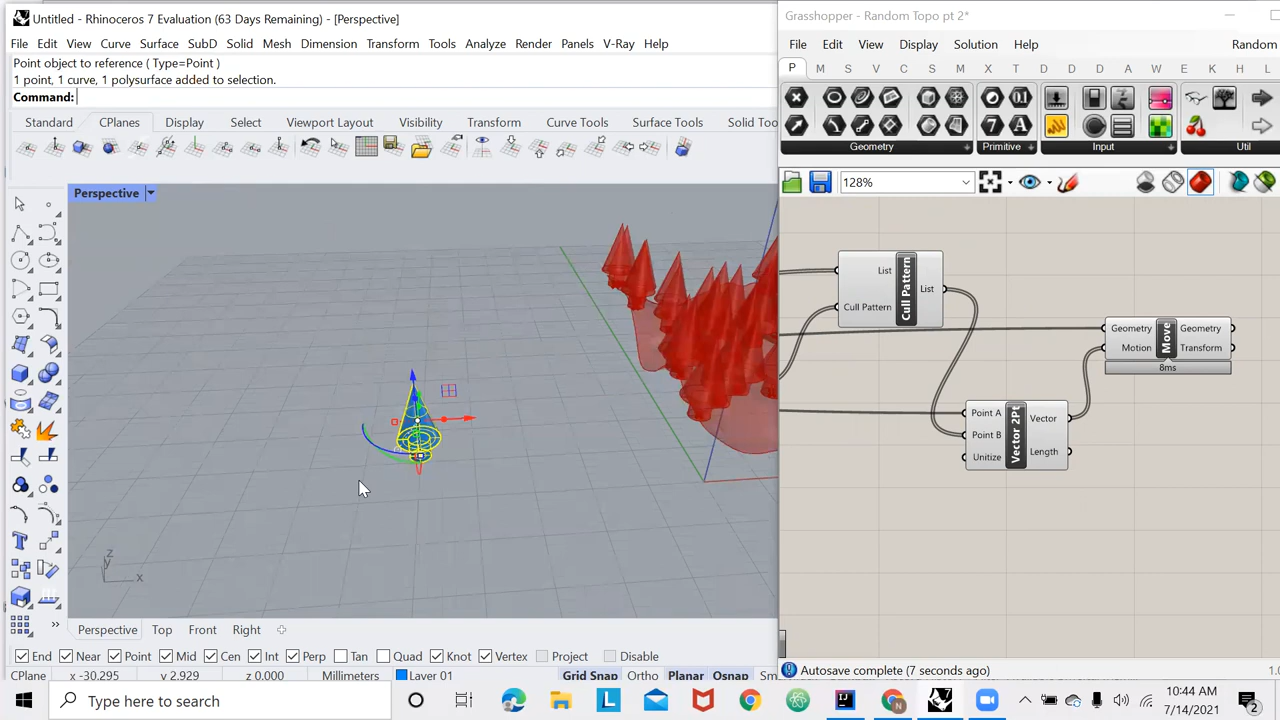 Untitled - Rhinoceros 7 Evaluation (63 Days Remaining) - [Perspective]
File Edit View Curve Surface SubD Solid Mesh Dimension Transform Tools Analyze Render Panels V-Ray Help
Point object to reference ( Type=Point )
1 point, 1 curve, 1 polysurface added to selection.
Command:
Standard CPlanes Display Select Viewport Layout Visibility Transform Curve Tools Surface Tools Solid Too
Perspective
z
y
x
Perspective Top Front Right
End Near Point Mid Cen Int Perp Tan Quad Knot Vertex Project Disable
CPlane x -30.295 y 2.929 z 0.000 Millimeters Layer 01 Grid Snap Ortho Planar Osnap Sm
Grasshopper - Random Topo pt 2*
File Edit View Display Solution Help Random
P M S V C S M X T D D D A W E K H L
Geometry Primitive Input Util
128%
List
Cull Pattern
Cull Pattern
List
Geometry
Motion
Move
Geometry
Transform
8ms
Point A
Point B
Unitize
Vector 2Pt
Vector
Length
Autosave complete (7 seconds ago)
1.0
Type here to search
10:44 AM
7/14/2021
2